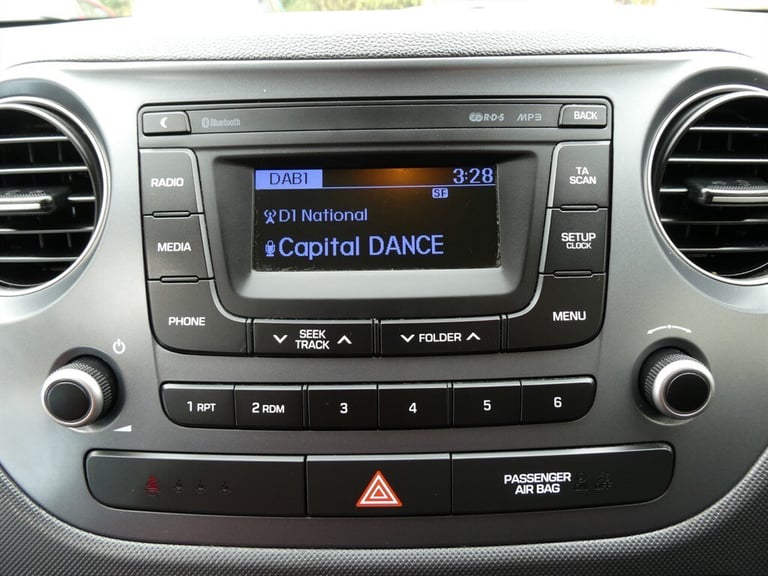 Bluetooth
R·D·S
MP3
BACK
RADIO
DAB1
3:28
TA
SCAN
SF
MEDIA
D1 National
SETUP
CLOCK
Capital DANCE
PHONE
SEEK
TRACK
FOLDER
MENU
1 RPT
2 RDM
3
4
5
6
PASSENGER
AIR BAG